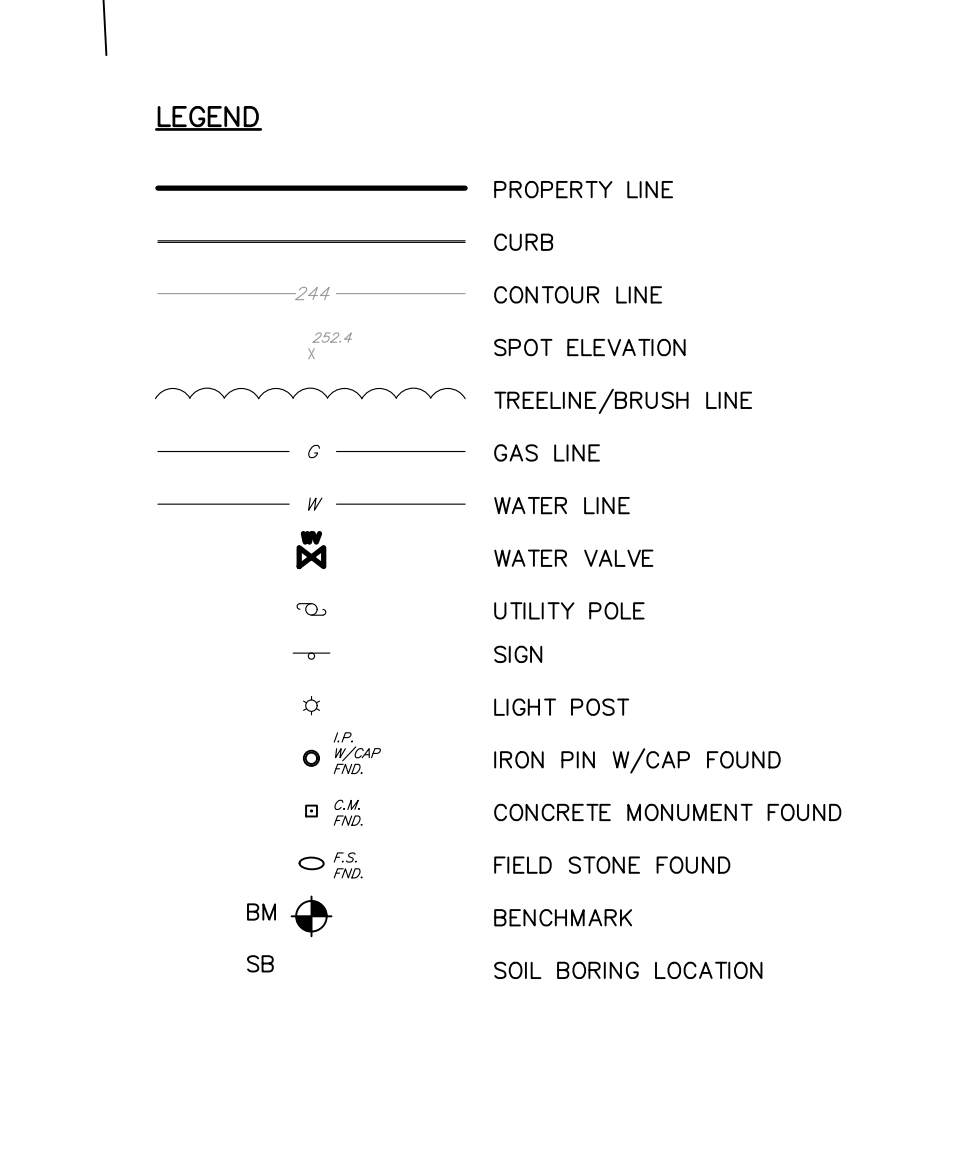 LEGEND
PROPERTY LINE
CURB
244 CONTOUR LINE
252.4
X
SPOT ELEVATION
TREELINE/BRUSH LINE
G GAS LINE
W WATER LINE
WV
WATER VALVE
UTILITY POLE
SIGN
LIGHT POST
I.P.
W/CAP
FND.
IRON PIN W/CAP FOUND
C.M.
FND.
CONCRETE MONUMENT FOUND
F.S.
FND.
FIELD STONE FOUND
BM BENCHMARK
SB SOIL BORING LOCATION